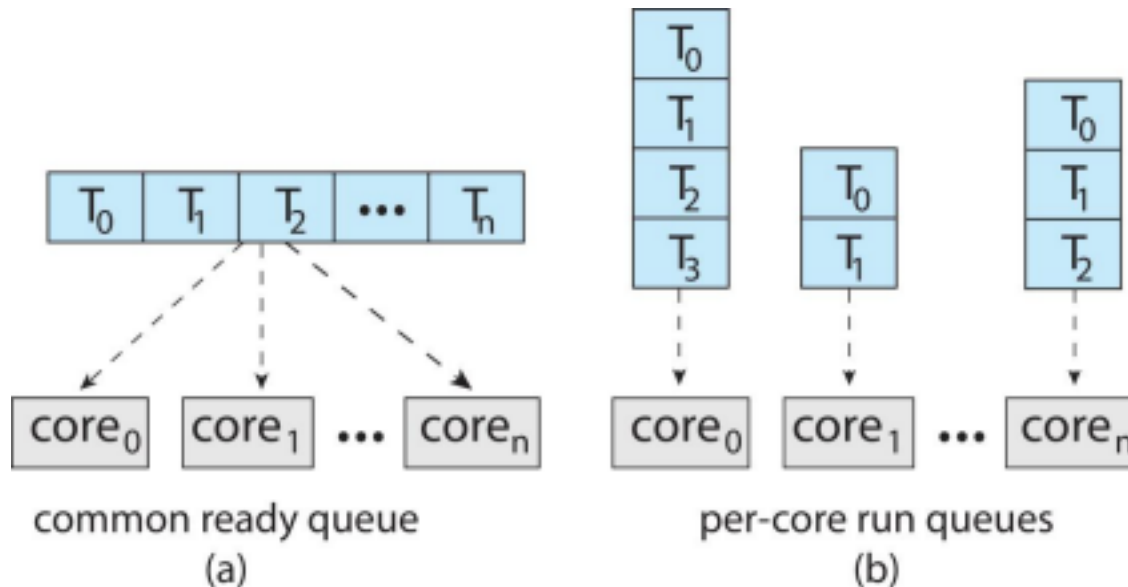 T₀ T₁ T₂ ••• Tₙ
core₀ core₁ ••• coreₙ
common ready queue
(a)
T₀
T₁
T₂
T₃
T₀
T₁
T₀
T₁
T₂
core₀ core₁ ••• coreₙ
per-core run queues
(b)